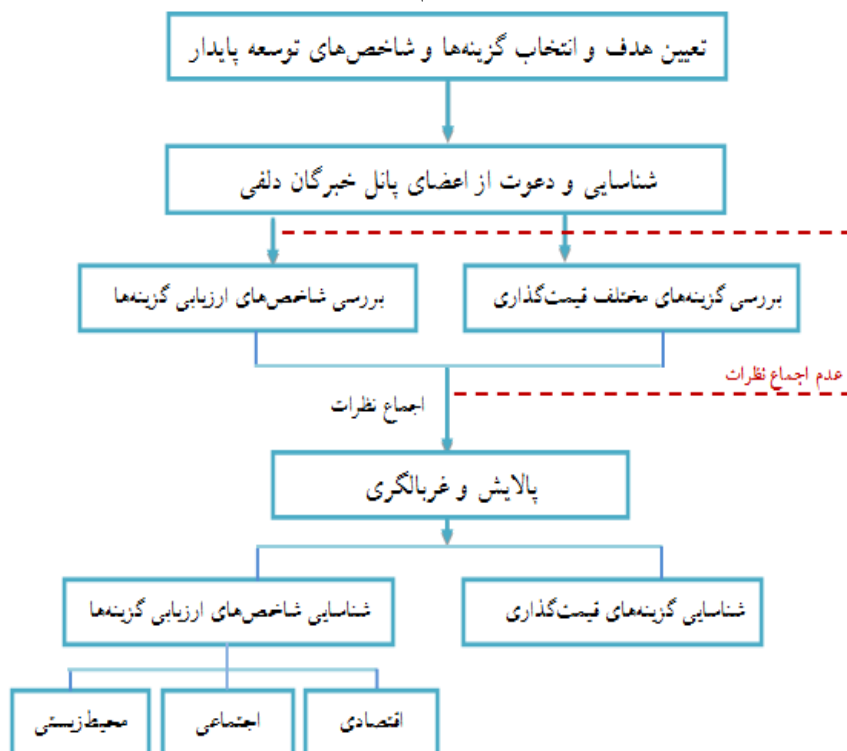 تعیین هدف و انتخاب گزینه‌ها و شاخص‌های توسعه پایدار
شناسایی و دعوت از اعضای پانل خبرگان دلفی
بررسی گزینه‌های مختلف قیمت‌گذاری
بررسی شاخص‌های ارزیابی گزینه‌ها
عدم اجماع نظرات
اجماع نظرات
پالایش و غربالگری
شناسایی گزینه‌های قیمت‌گذاری
شناسایی شاخص‌های ارزیابی گزینه‌ها
اقتصادی
اجتماعی
محیط‌زیستی